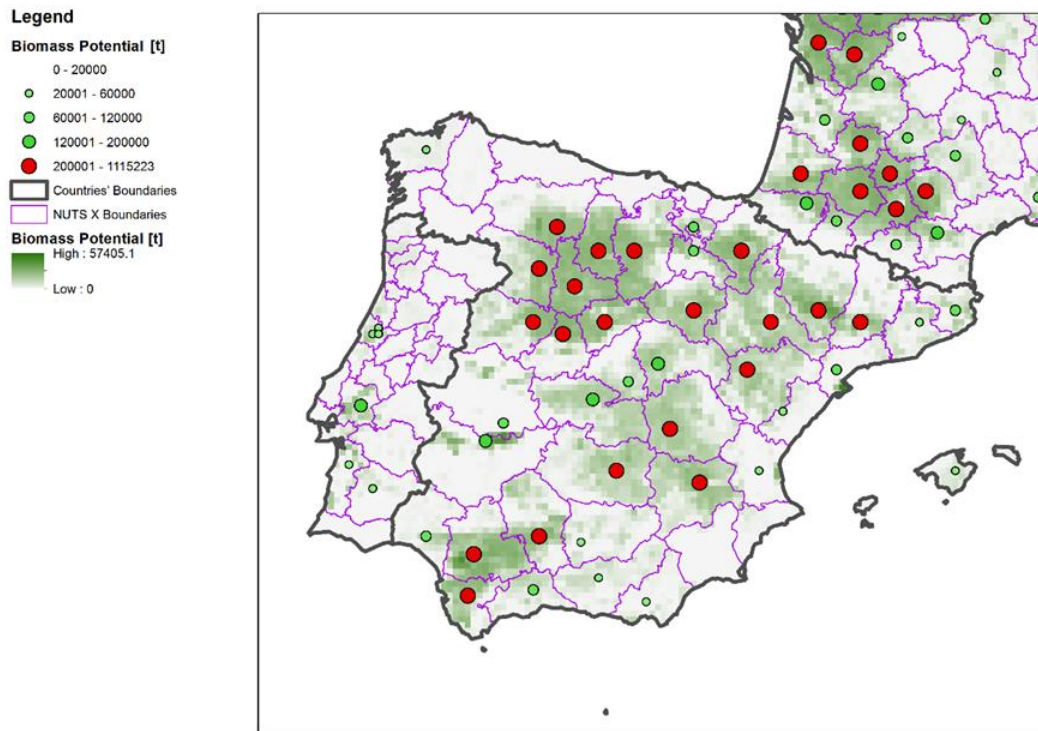 Legend
Biomass Potential [t]
0 - 20000
20001 - 60000
60001 - 120000
120001 - 200000
200001 - 1115223
Countries' Boundaries
NUTS X Boundaries
Biomass Potential [t]
High : 57405.1
Low : 0